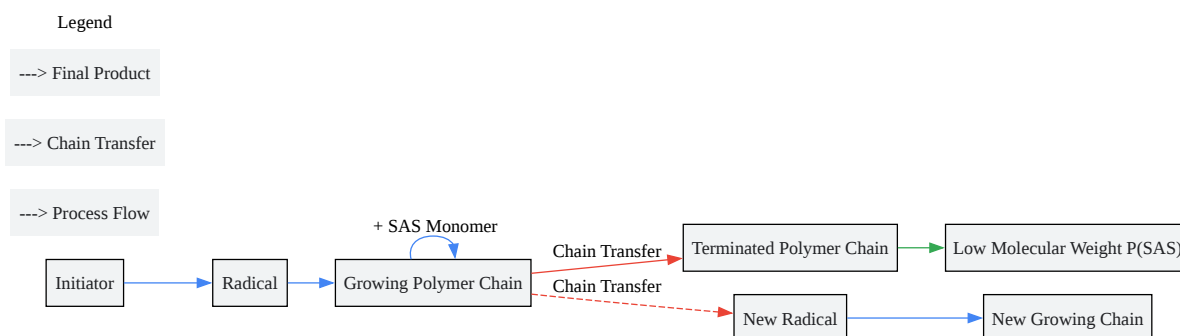 Legend
---> Final Product
---> Chain Transfer
---> Process Flow
+ SAS Monomer
Initiator
Radical
Growing Polymer Chain
Chain Transfer
Chain Transfer
Terminated Polymer Chain
Low Molecular Weight P(SAS)
New Radical
New Growing Chain